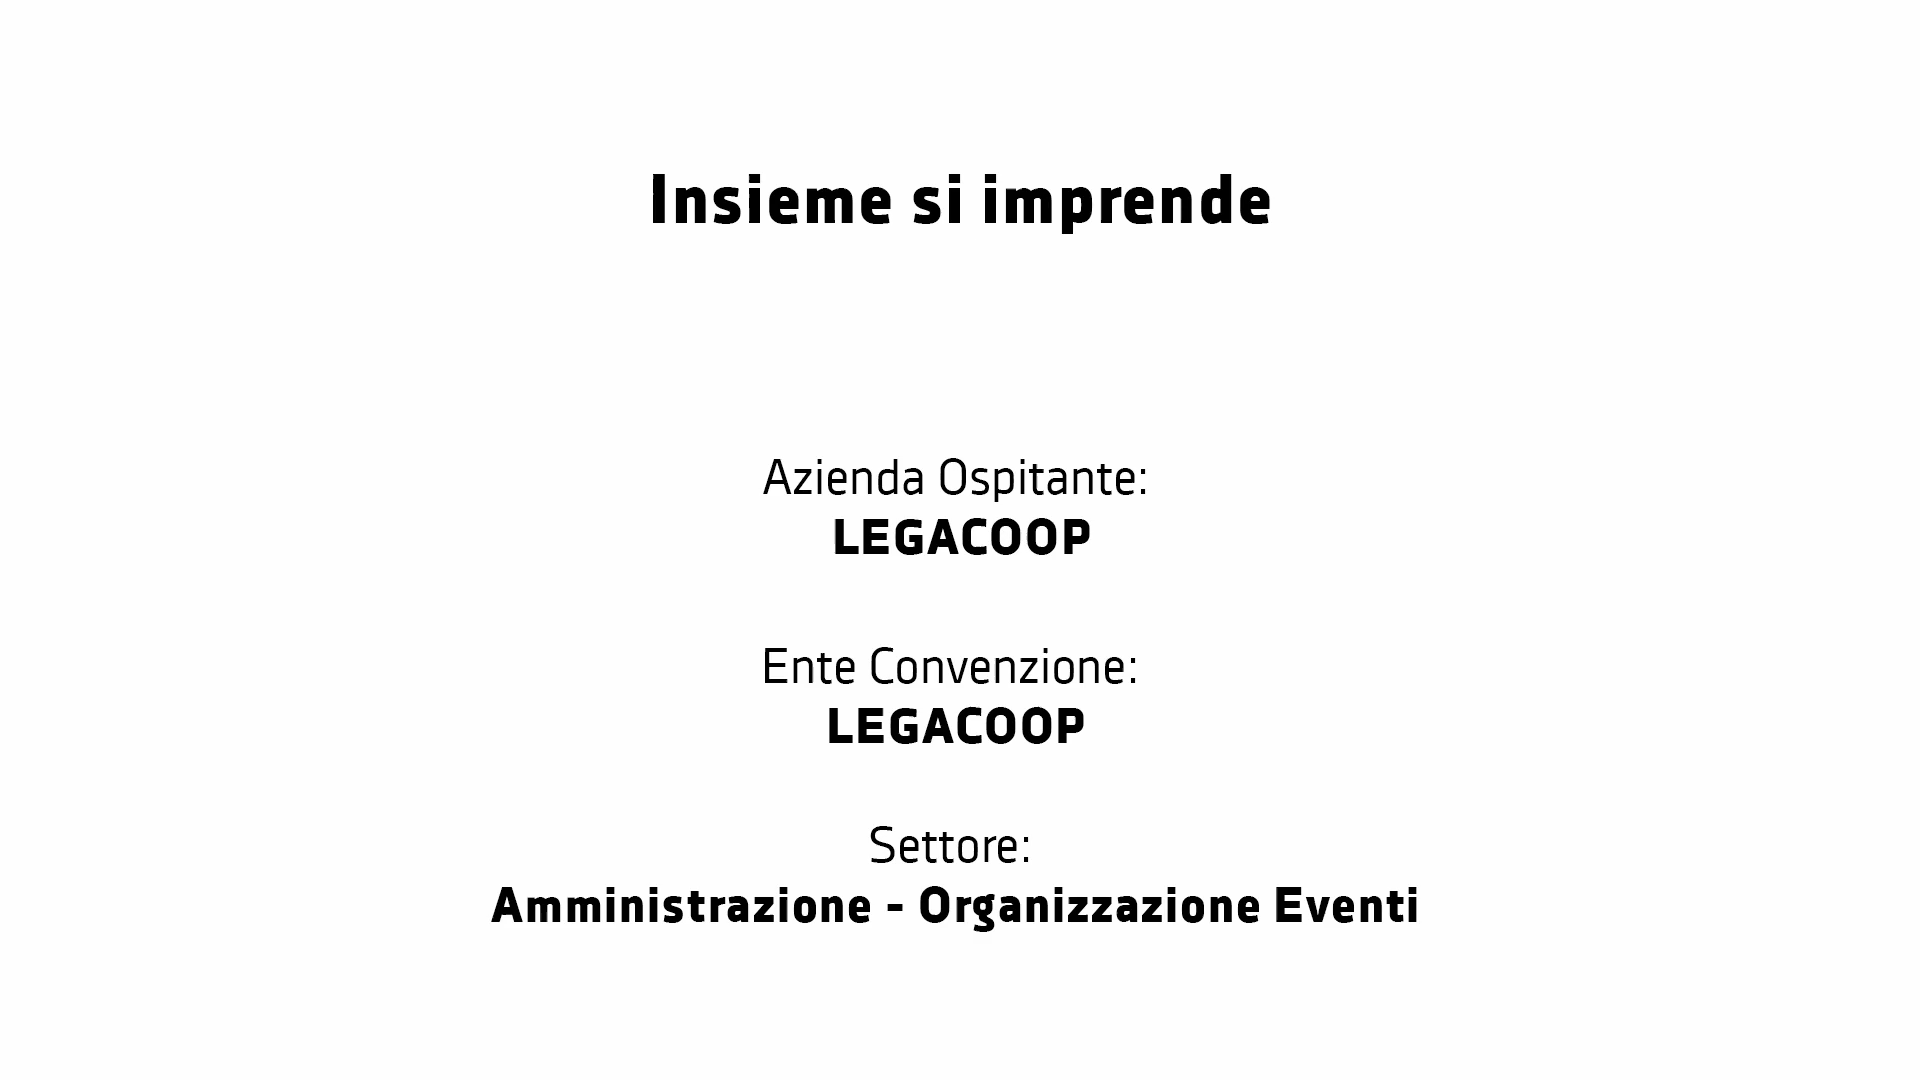 Insieme si imprende
Azienda Ospitante:
LEGACOOP
Ente Convenzione:
LEGACOOP
Settore:
Amministrazione - Organizzazione Eventi